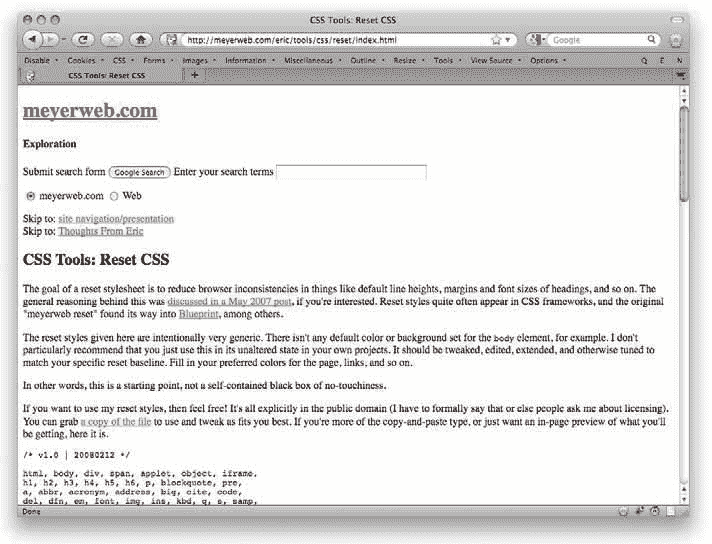 CSS Tools: Reset CSS
http://meyerweb.com/eric/tools/css/reset/index.html
Google
Disable Cookies CSS Forms Images Information Miscellaneous Outline Resize Tools View Source Options Q E N
CSS Tools: Reset CSS +
meyerweb.com
Exploration
Submit search form Google Search Enter your search terms
meyerweb.com Web
Skip to: site navigation/presentation
Skip to: Thoughts From Eric
CSS Tools: Reset CSS
The goal of a reset stylesheet is to reduce browser inconsistencies in things like default line heights, margins and font sizes of headings, and so on. The
general reasoning behind this was discussed in a May 2007 post, if you're interested. Reset styles quite often appear in CSS frameworks, and the original
"meyerweb reset" found its way into Blueprint, among others.
The reset styles given here are intentionally very generic. There isn't any default color or background set for the body element, for example. I don't
particularly recommend that you just use this in its unaltered state in your own projects. It should be tweaked, edited, extended, and otherwise tuned to
match your specific reset baseline. Fill in your preferred colors for the page, links, and so on.
In other words, this is a starting point, not a self-contained black box of no-touchiness.
If you want to use my reset styles, then feel free! It's all explicitly in the public domain (I have to formally say that or else people ask me about licensing).
You can grab a copy of the file to use and tweak as fits you best. If you're more of the copy-and-paste type, or just want an in-page preview of what you'll
be getting, here it is.
/* v1.0 | 20080212 */
html, body, div, span, applet, object, iframe,
h1, h2, h3, h4, h5, h6, p, blockquote, pre,
a, abbr, acronym, address, big, cite, code,
del, dfn, em, font, img, ins, kbd, q, s, samp,
Done